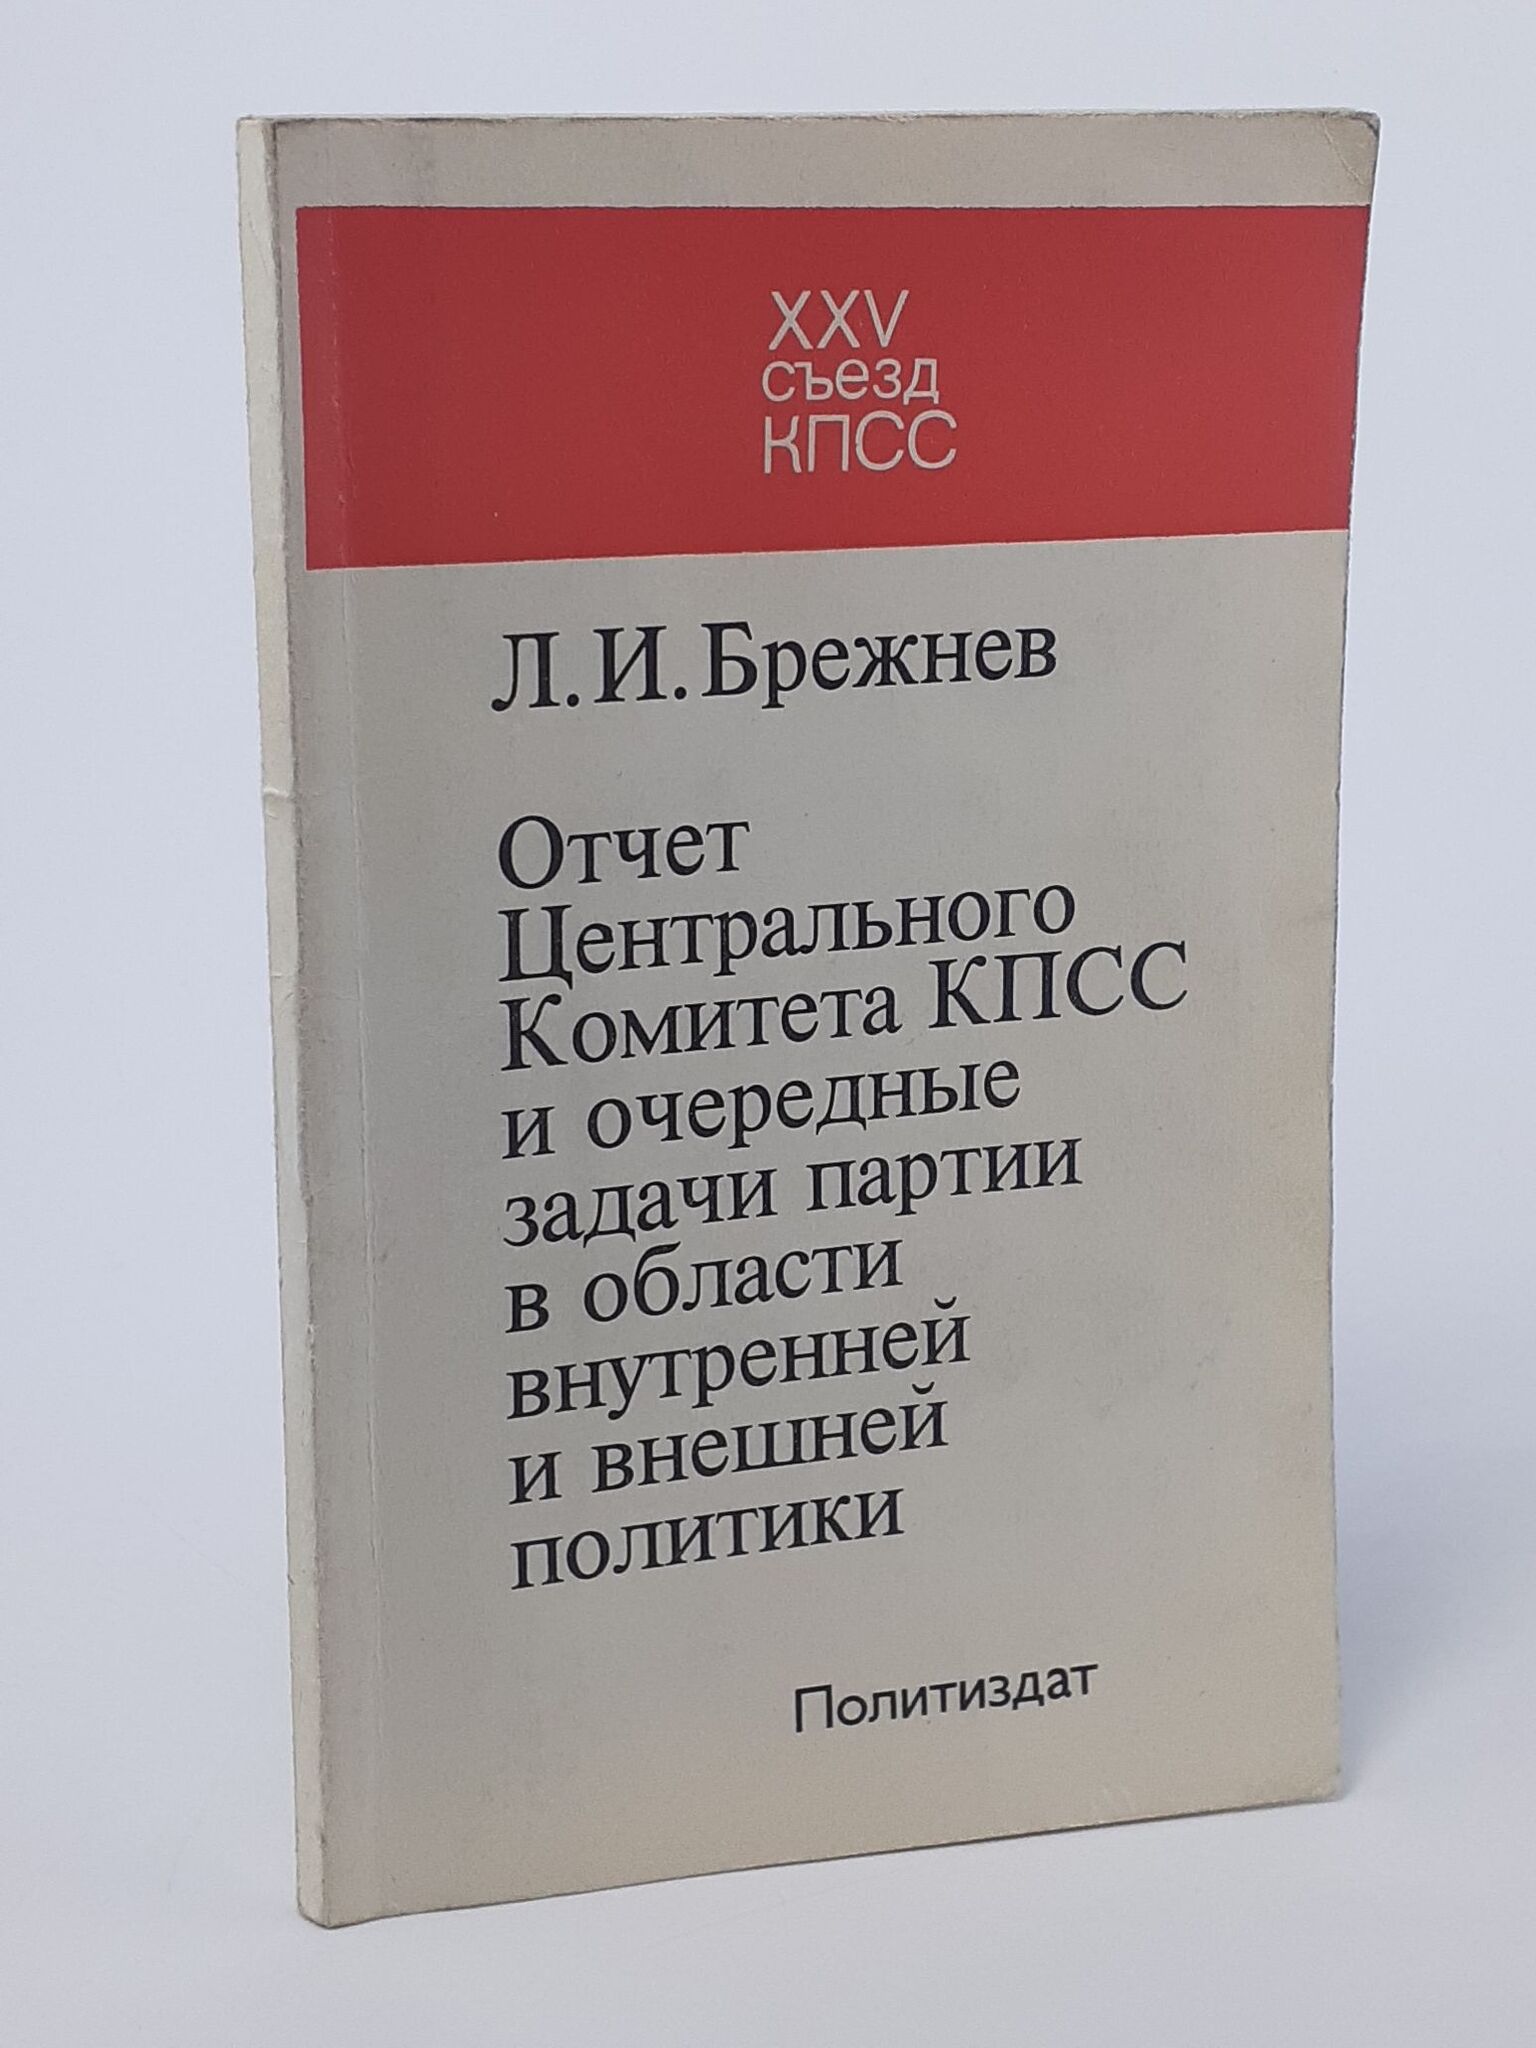 XXV
съезд
КПСС
Л. И. Брежнев
Отчет
Центрального
Комитета КПСС
и очередные
задачи партии
в области
внутренней
и внешней
политики
Политиздат